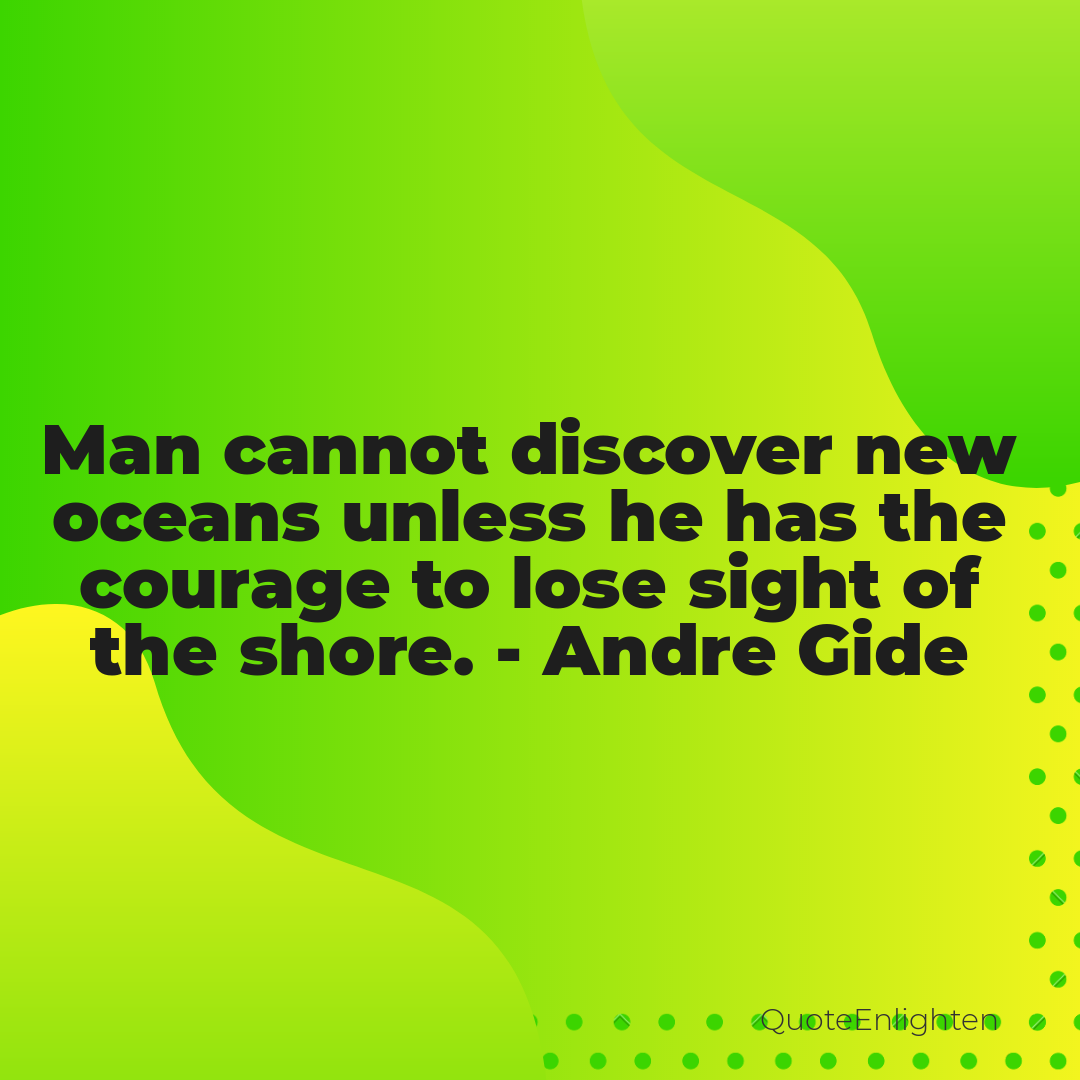 Man cannot discover new
oceans unless he has the
courage to lose sight of
the shore. - Andre Gide
QuoteEnlighten